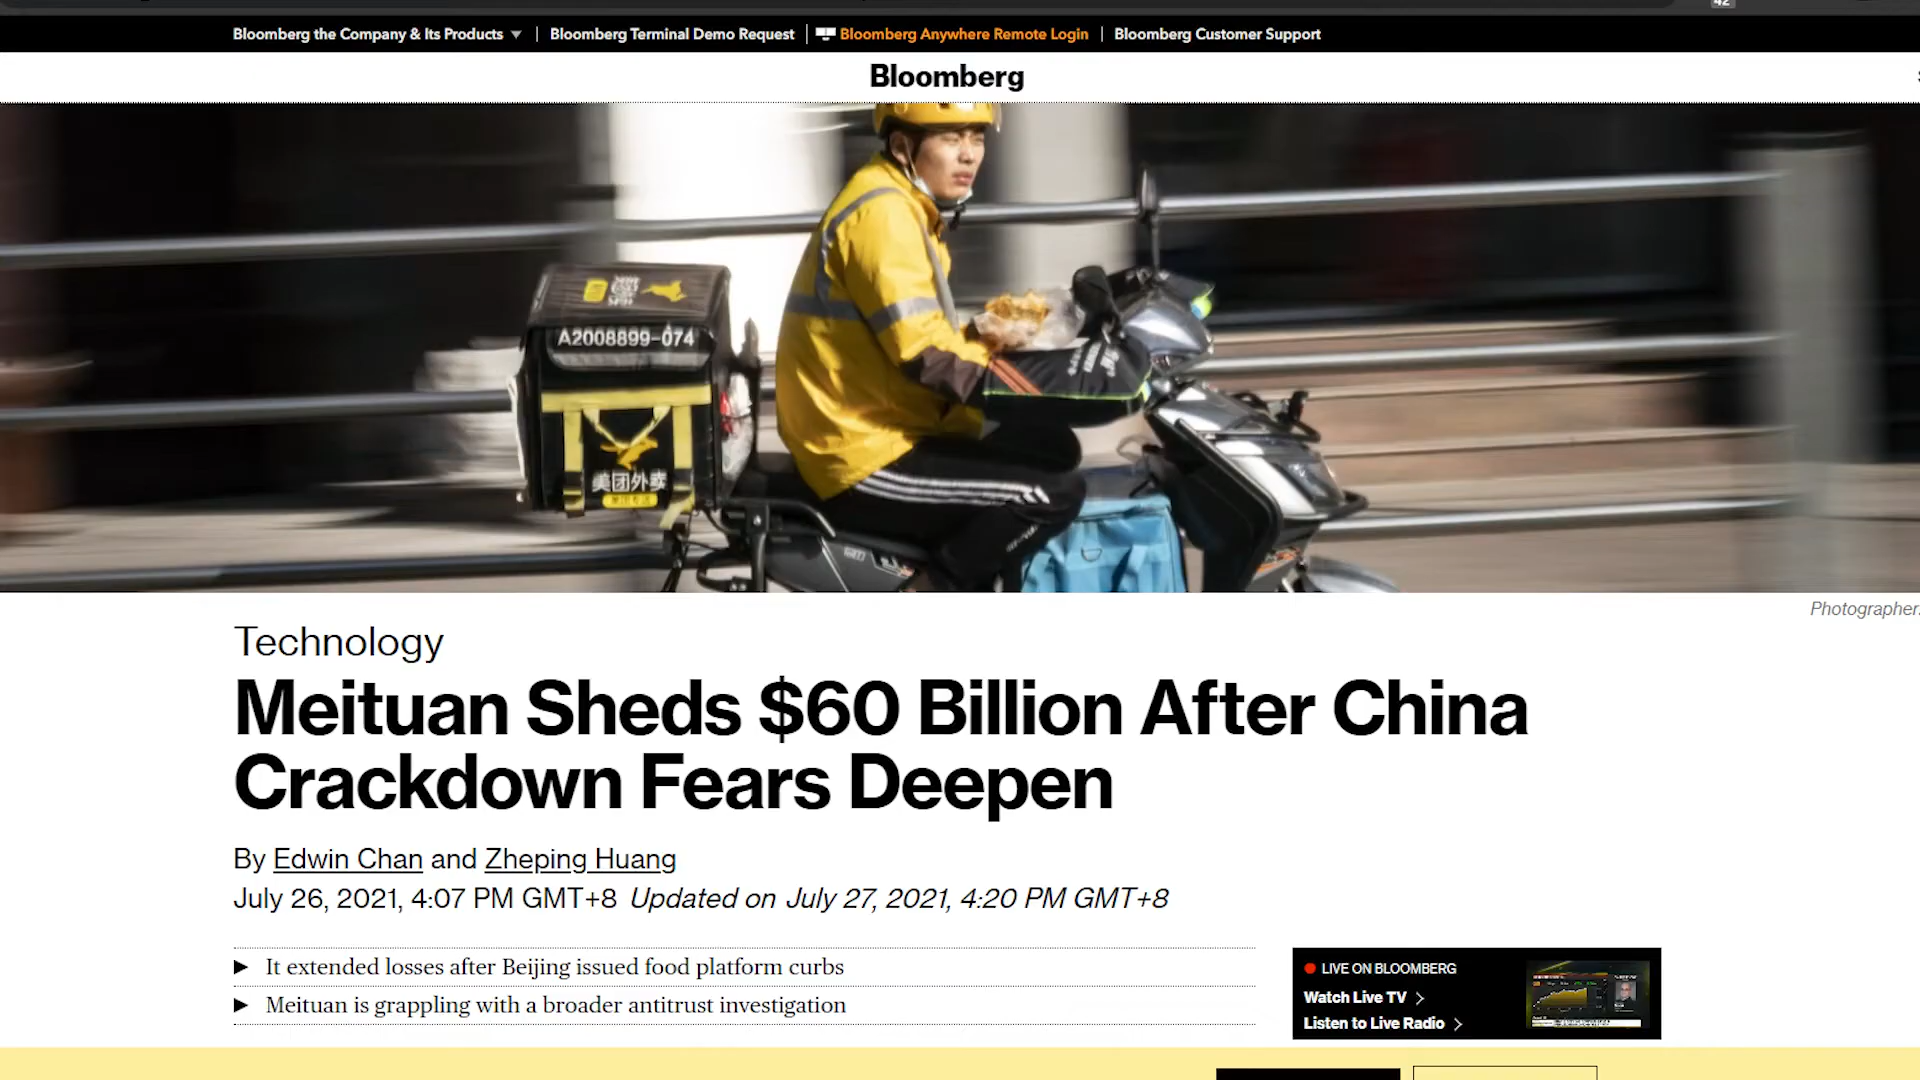 42
Bloomberg the Company & Its Products ▼ | Bloomberg Terminal Demo Request | Bloomberg Anywhere Remote Login | Bloomberg Customer Support
Bloomberg
A2008899-074
美团外卖
Photographer:
Technology
Meituan Sheds $60 Billion After China
Crackdown Fears Deepen
By Edwin Chan and Zheping Huang
July 26, 2021, 4:07 PM GMT+8 Updated on July 27, 2021, 4:20 PM GMT+8
▶ It extended losses after Beijing issued food platform curbs
▶ Meituan is grappling with a broader antitrust investigation
LIVE ON BLOOMBERG
Watch Live TV >
Listen to Live Radio >